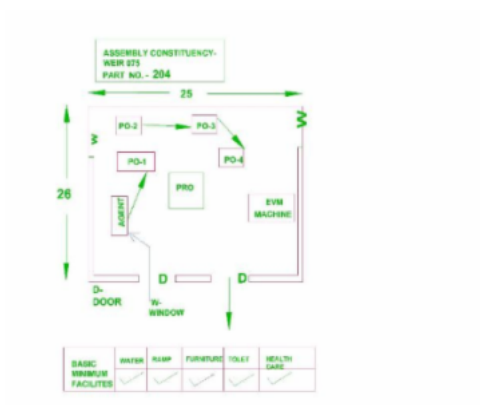 ASSEMBLY CONSTITUENCY-
WEIR 075
PART NO.- 204
25
W
W
PO-2
PO-3
PO-1
PO-4
26
PRO
AGENT
EVM
MACHINE
D
D
D-
DOOR
W-
WINDOW
BASIC
MINIMUM
FACILITES
WATER
RAMP
FURNITURE
TOLET
HEALTH
CARE